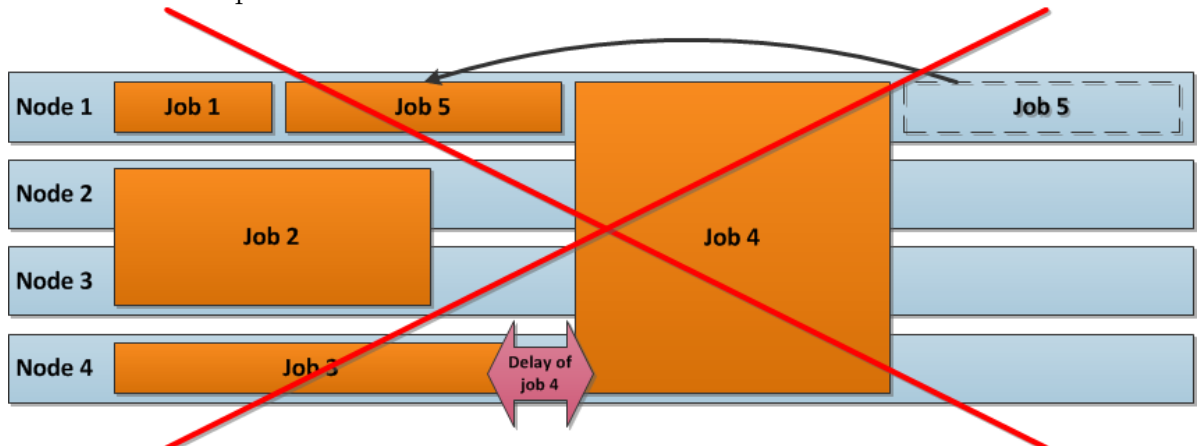 Node 1
Job 1
Job 5
Job 5
Node 2
Job 2
Job 4
Node 3
Node 4
Job 3
Delay of
job 4